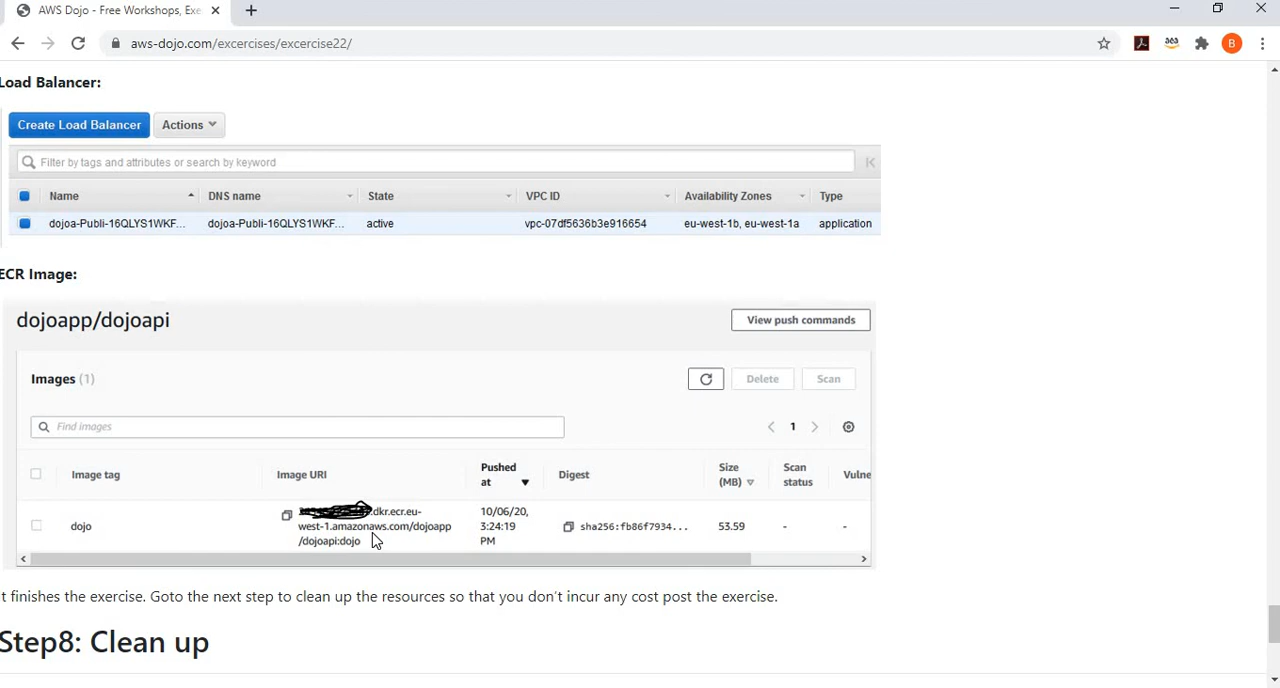 AWS Dojo - Free Workshops, Exe
aws-dojo.com/excercises/excercise22/
B
Load Balancer:
Create Load Balancer Actions
Filter by tags and attributes or search by keyword
Name DNS name State VPC ID Availability Zones Type
dojoa-Publi-16QLYS1WKF... dojoa-Publi-16QLYS1WKF... active vpc-07df5636b3e916654 eu-west-1b, eu-west-1a application
ECR Image:
dojoapp/dojoapi View push commands
Images (1) Delete Scan
Find images 1
Image tag Image URI Pushed at Digest Size (MB) Scan status Vulne
dojo .dkr.ecr.eu-west-1.amazonaws.com/dojoapp/dojoapi:dojo 10/06/20, 3:24:19 PM sha256:fb86f7934... 53.59 - -
t finishes the exercise. Goto the next step to clean up the resources so that you don't incur any cost post the exercise.
Step8: Clean up